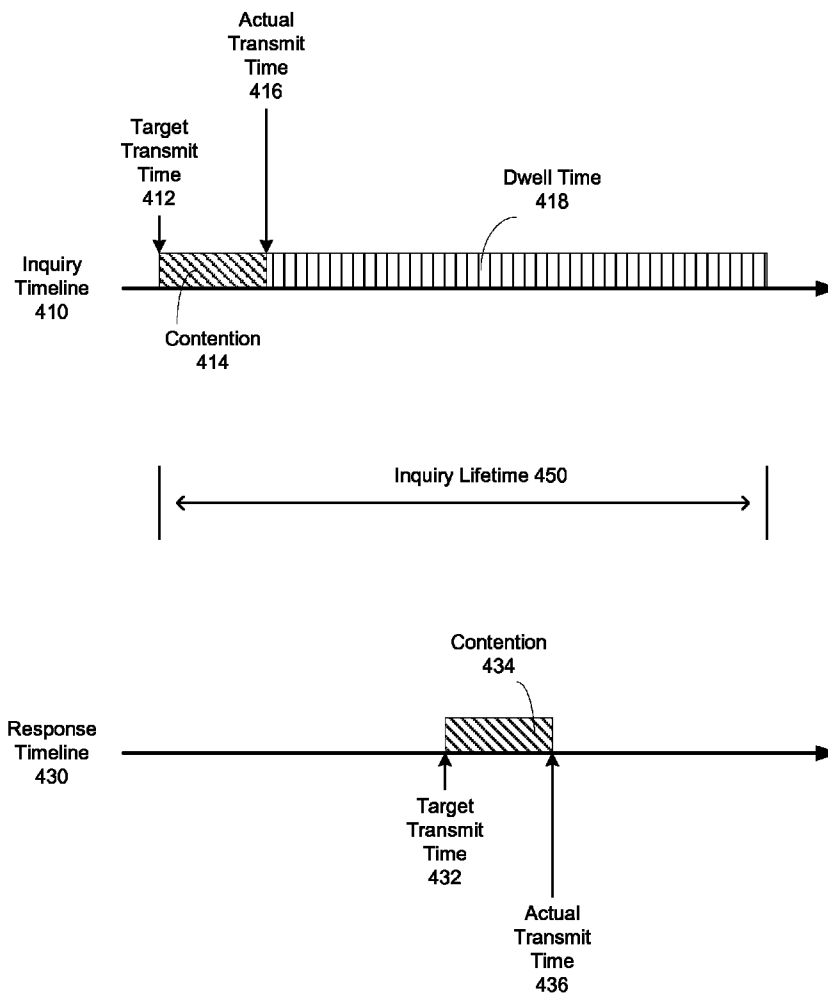 Actual
Transmit
Time
416
Target
Transmit
Time
412
Dwell Time
418
Inquiry
Timeline
410
Contention
414
Inquiry Lifetime 450
Contention
434
Response
Timeline
430
Target
Transmit
Time
432
Actual
Transmit
Time
436